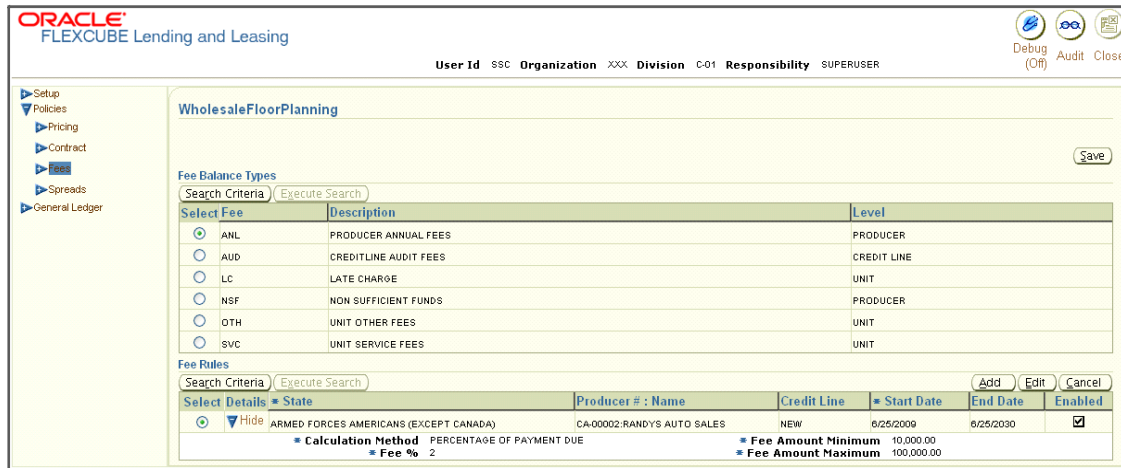 ORACLE
FLEXCUBE Lending and Leasing
Debug (Off)
Audit
Close
User Id SSC Organization XXX Division C-01 Responsibility SUPERUSER
Setup
Policies
Pricing
Contract
Fees
Spreads
General Ledger
WholesaleFloorPlanning
Save
Fee Balance Types
Search Criteria Execute Search
Select Fee Description Level
ANL PRODUCER ANNUAL FEES PRODUCER
AUD CREDITLINE AUDIT FEES CREDIT LINE
LC LATE CHARGE UNIT
NSF NON SUFFICIENT FUNDS PRODUCER
OTH UNIT OTHER FEES UNIT
SVC UNIT SERVICE FEES UNIT
Fee Rules
Search Criteria Execute Search Add Edit Cancel
Select Details * State Producer # : Name Credit Line * Start Date End Date Enabled
Hide ARMED FORCES AMERICANS (EXCEPT CANADA) CA-00002:RANDYS AUTO SALES NEW 6/25/2009 6/25/2030
* Calculation Method PERCENTAGE OF PAYMENT DUE * Fee Amount Minimum 10,000.00
* Fee % 2 * Fee Amount Maximum 100,000.00